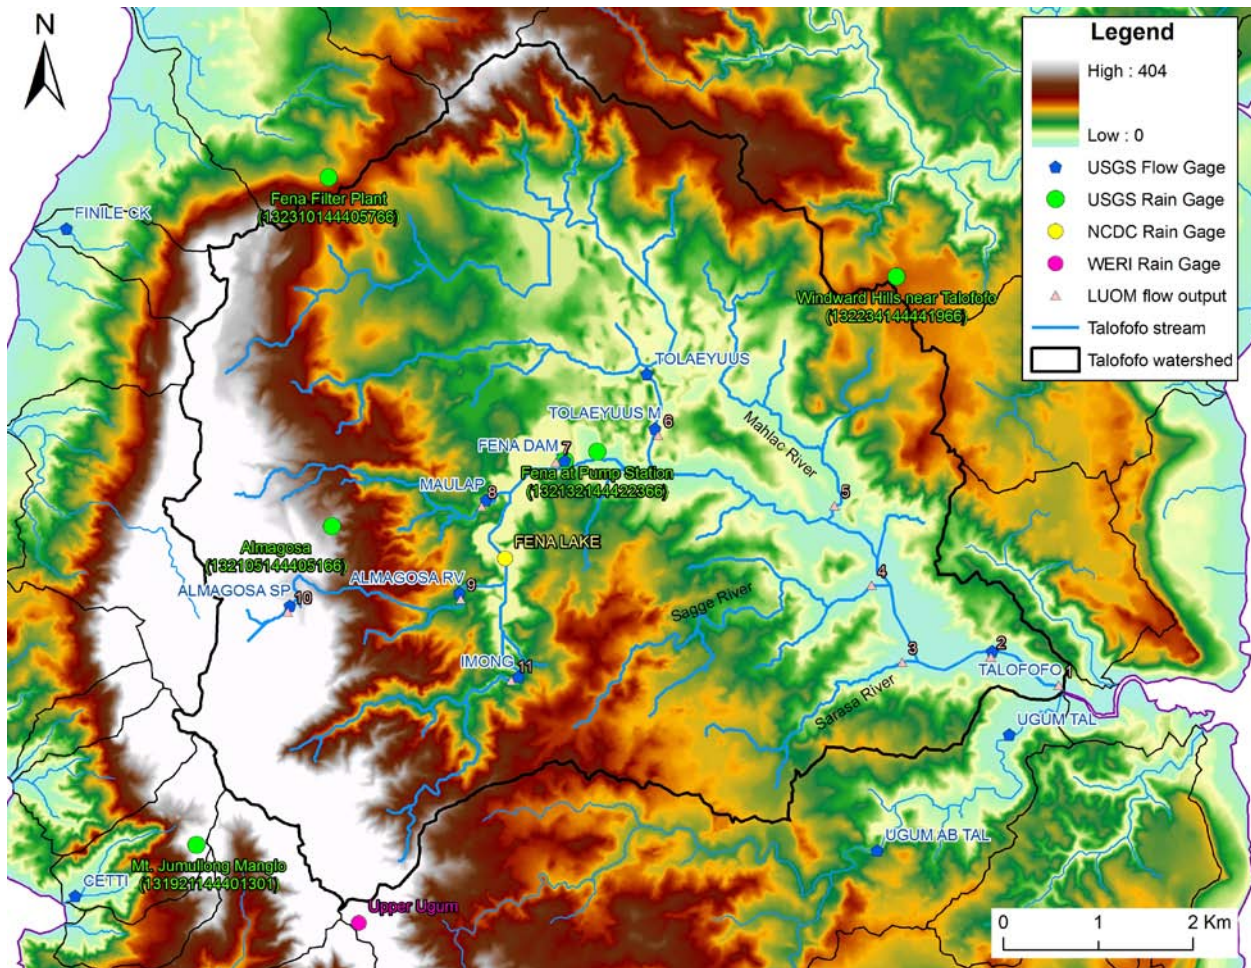 N
Legend
High : 404
Low : 0
USGS Flow Gage
USGS Rain Gage
NCDC Rain Gage
WERI Rain Gage
LUOM flow output
Talofofo stream
Talofofo watershed
Fena Filter Plant
(132310144405766)
FINILE CK
Windward Hills near Talofofo
(132234144441966)
TOLAEYUUS
TOLAEYUUS M
6
Mahlac River
FENA DAM
7
Fena at Pump Station
(132132144422366)
MAULAP
8
5
Almagosa
(132105144405166)
FENA LAKE
ALMAGOSA RV
9
ALMAGOSA SP
10
4
Sagge River
IMONG
11
3
2
TALOFOFO
1
Sarasa River
UGUM TAL
UGUM AB TAL
Mt. Jumullong Manglo
(131921144401301)
CETTI
Upper Ugum
0 1 2 Km